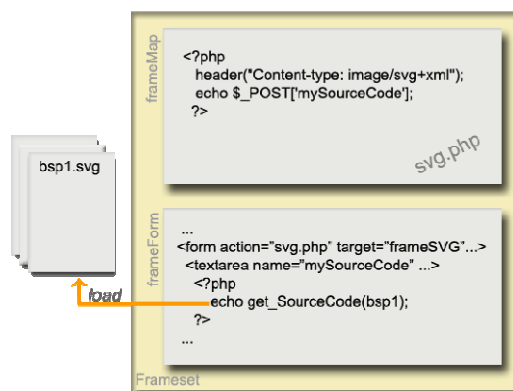 frameMap
<?php
header("Content-type: image/svg+xml");
echo $_POST['mySourceCode'];
?>
svg.php
bsp1.svg
load
frameForm
...
<form action="svg.php" target="frameSVG"...>
<textarea name="mySourceCode" ...>
<?php
echo get_SourceCode(bsp1);
?>
...
Frameset